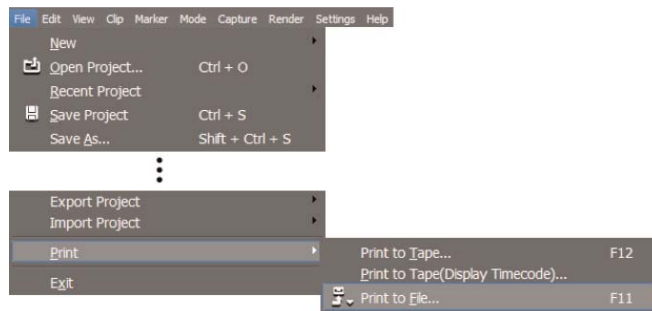 File Edit View Clip Marker Mode Capture Render Settings Help
New
Open Project... Ctrl + O
Recent Project
Save Project Ctrl + S
Save As... Shift + Ctrl + S
Export Project
Import Project
Print
Exit
Print to Tape... F12
Print to Tape(Display Timecode)...
Print to File... F11